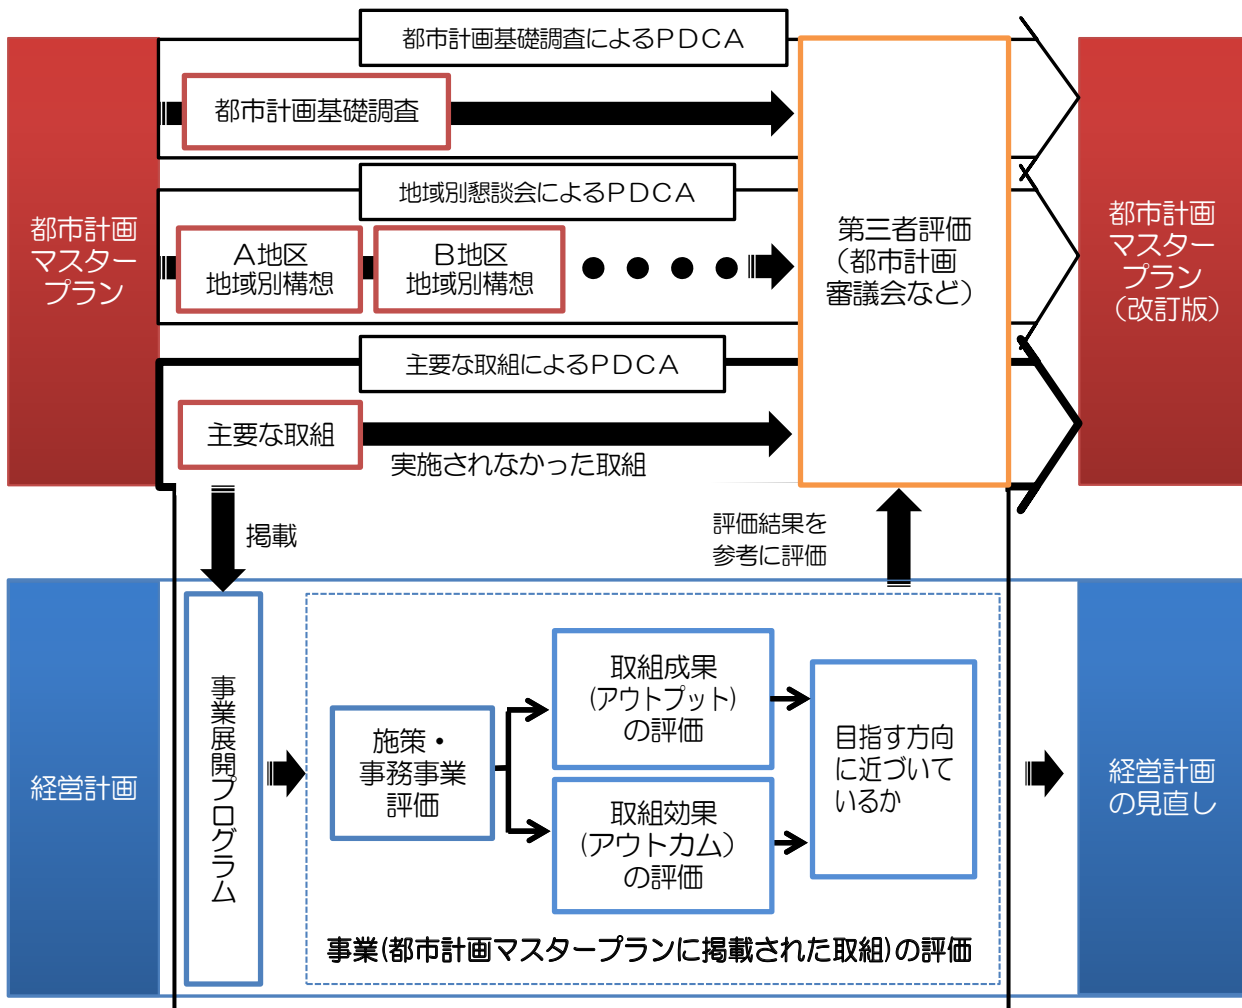 都市計画基礎調査によるPDCA
都市計画基礎調査
地域別懇談会によるPDCA
都市計画
マスター
プラン
A地区
地域別構想
B地区
地域別構想
第三者評価
(都市計画
審議会など)
都市計画
マスター
プラン
(改訂版)
主要な取組によるPDCA
主要な取組
実施されなかった取組
掲載
評価結果を
参考に評価
経営計画
事業展開プログラム
施策・
事務事業
評価
取組成果
(アウトプット)
の評価
取組効果
(アウトカム)
の評価
目指す方向
に近づいて
いるか
経営計画
の見直し
事業(都市計画マスタープランに掲載された取組)の評価